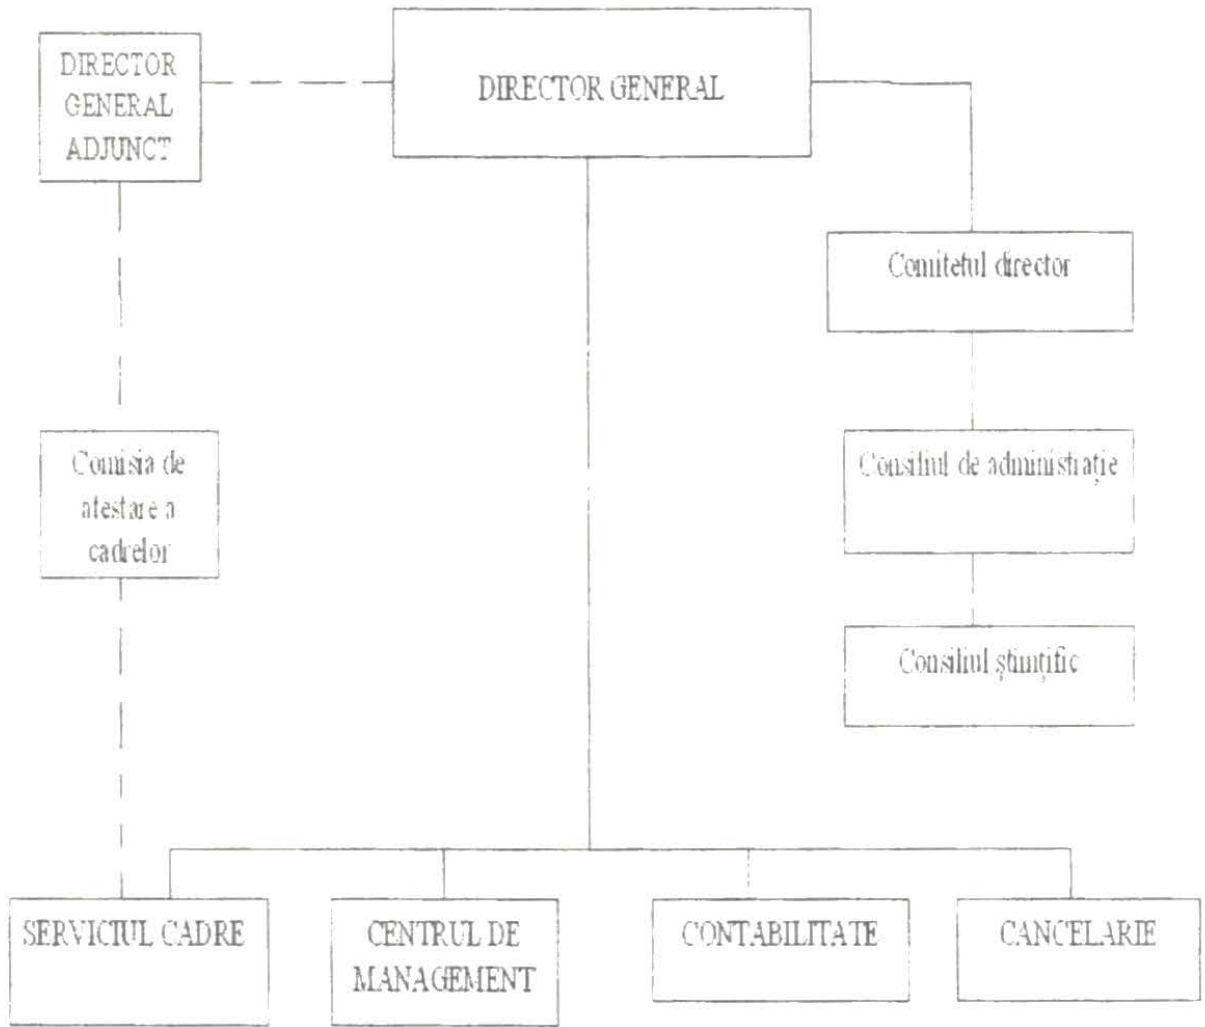 DIRECTOR
GENERAL
ADJUNCT
DIRECTOR GENERAL
Comitetul director
Comisia de
atestare a
cadrelor
Consiliul de administrație
Consiliul științific
SERVICIUL CADRE
CENTRUL DE
MANAGEMENT
CONTABILITATE
CANCELARIE